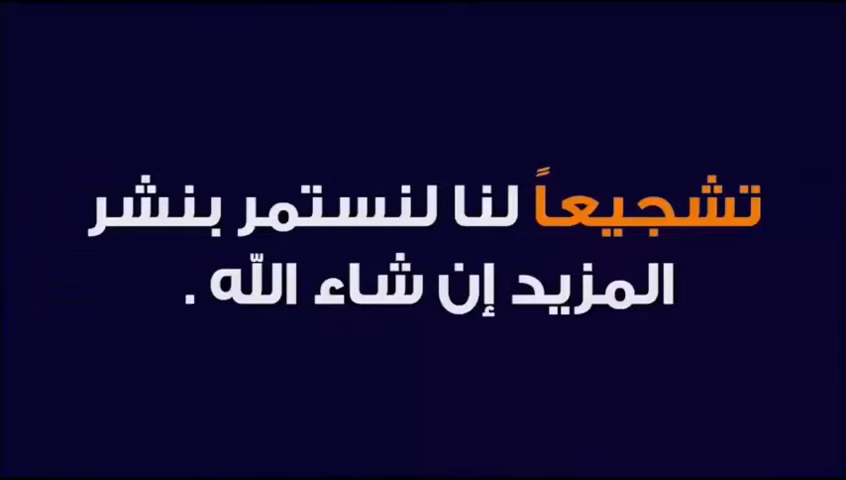 تشجيعاً لنا لنستمر بنشر
المزيد إن شاء الله .